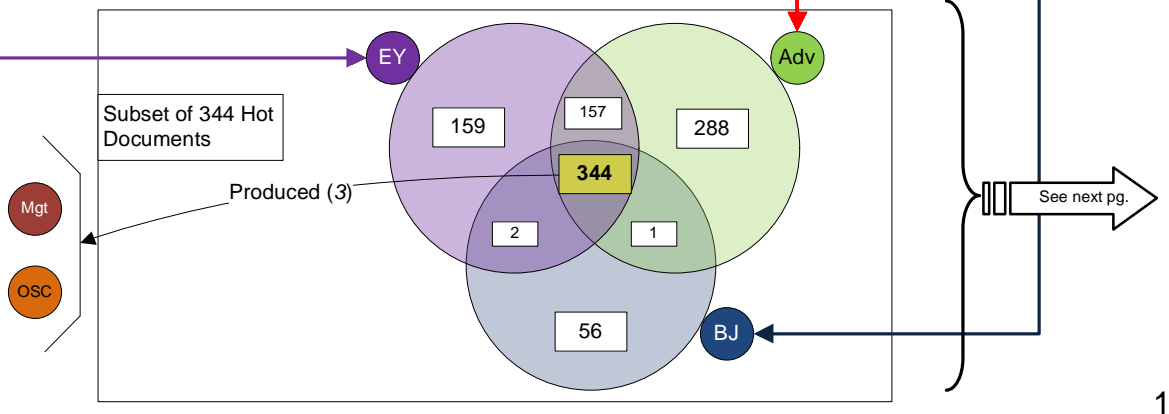 EY
Adv
Subset of 344 Hot
Documents
159
157
288
344
Produced (3)
Mgt
See next pg.
2
1
OSC
56
BJ
1